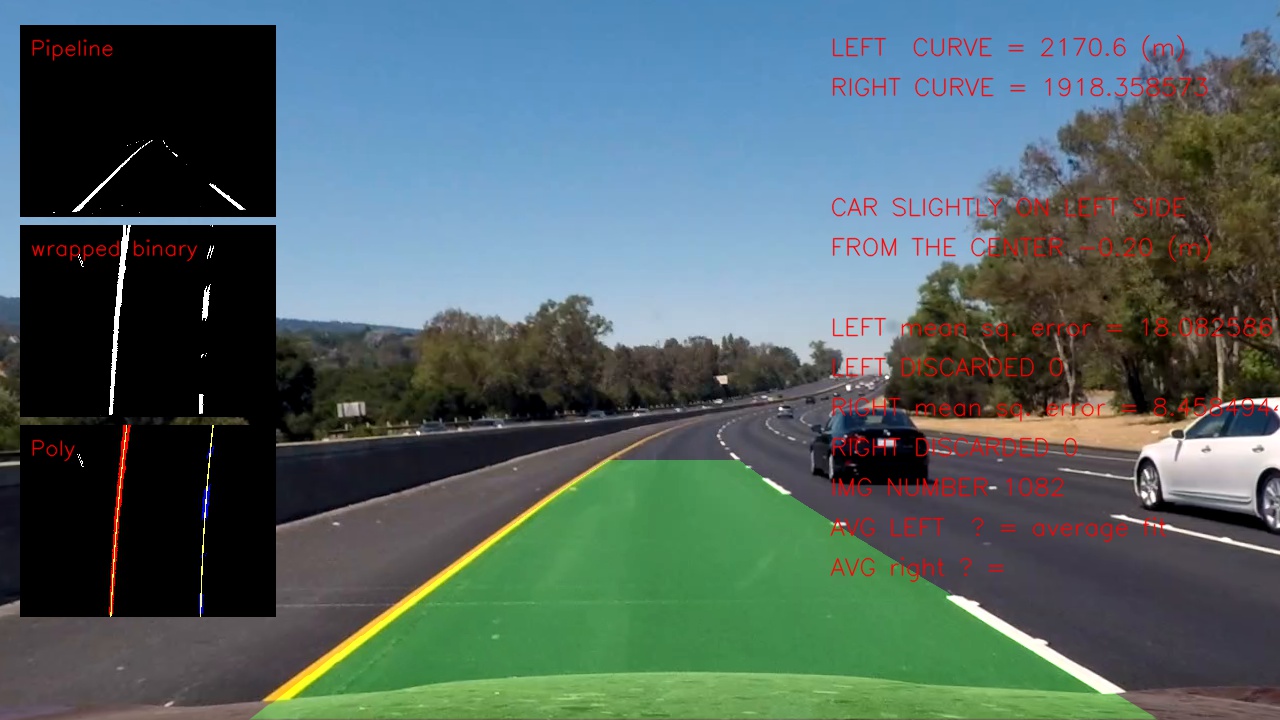 Pipeline
wrapped binary
Poly
LEFT CURVE = 2170.6 (m)
RIGHT CURVE = 1918.358573
CAR SLIGHTLY ON LEFT SIDE
FROM THE CENTER -0.20 (m)
LEFT mean sq. error = 18.082586
LEFT DISCARDED 0
RIGHT mean sq. error = 8.4584944
RIGHT DISCARDED 0
IMG NUMBER 1082
AVG LEFT ? = average fit
AVG right ? =